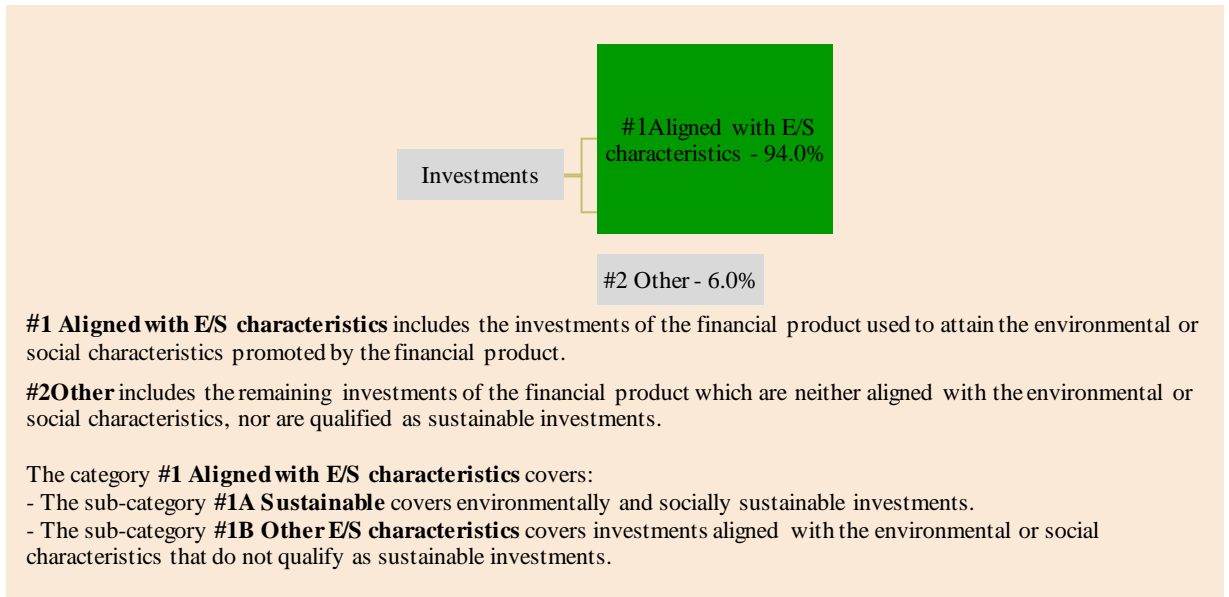 #1Aligned with E/S
characteristics - 94.0%
Investments
#2 Other - 6.0%
#1 Aligned with E/S characteristics includes the investments of the financial product used to attain the environmental or
social characteristics promoted by the financial product.
#2Other includes the remaining investments of the financial product which are neither aligned with the environmental or
social characteristics, nor are qualified as sustainable investments.
The category #1 Aligned with E/S characteristics covers:
- The sub-category #1A Sustainable covers environmentally and socially sustainable investments.
- The sub-category #1B Other E/S characteristics covers investments aligned with the environmental or social
characteristics that do not qualify as sustainable investments.